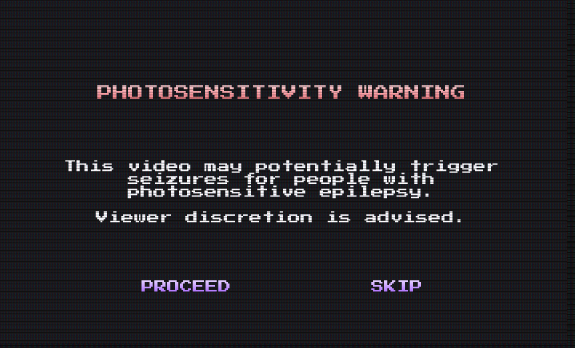 PHOTOSENSITIVITY WARNING
This video may potentially trigger
seizures for people with
photosensitive epilepsy.
Viewer discretion is advised.
PROCEED SKIP